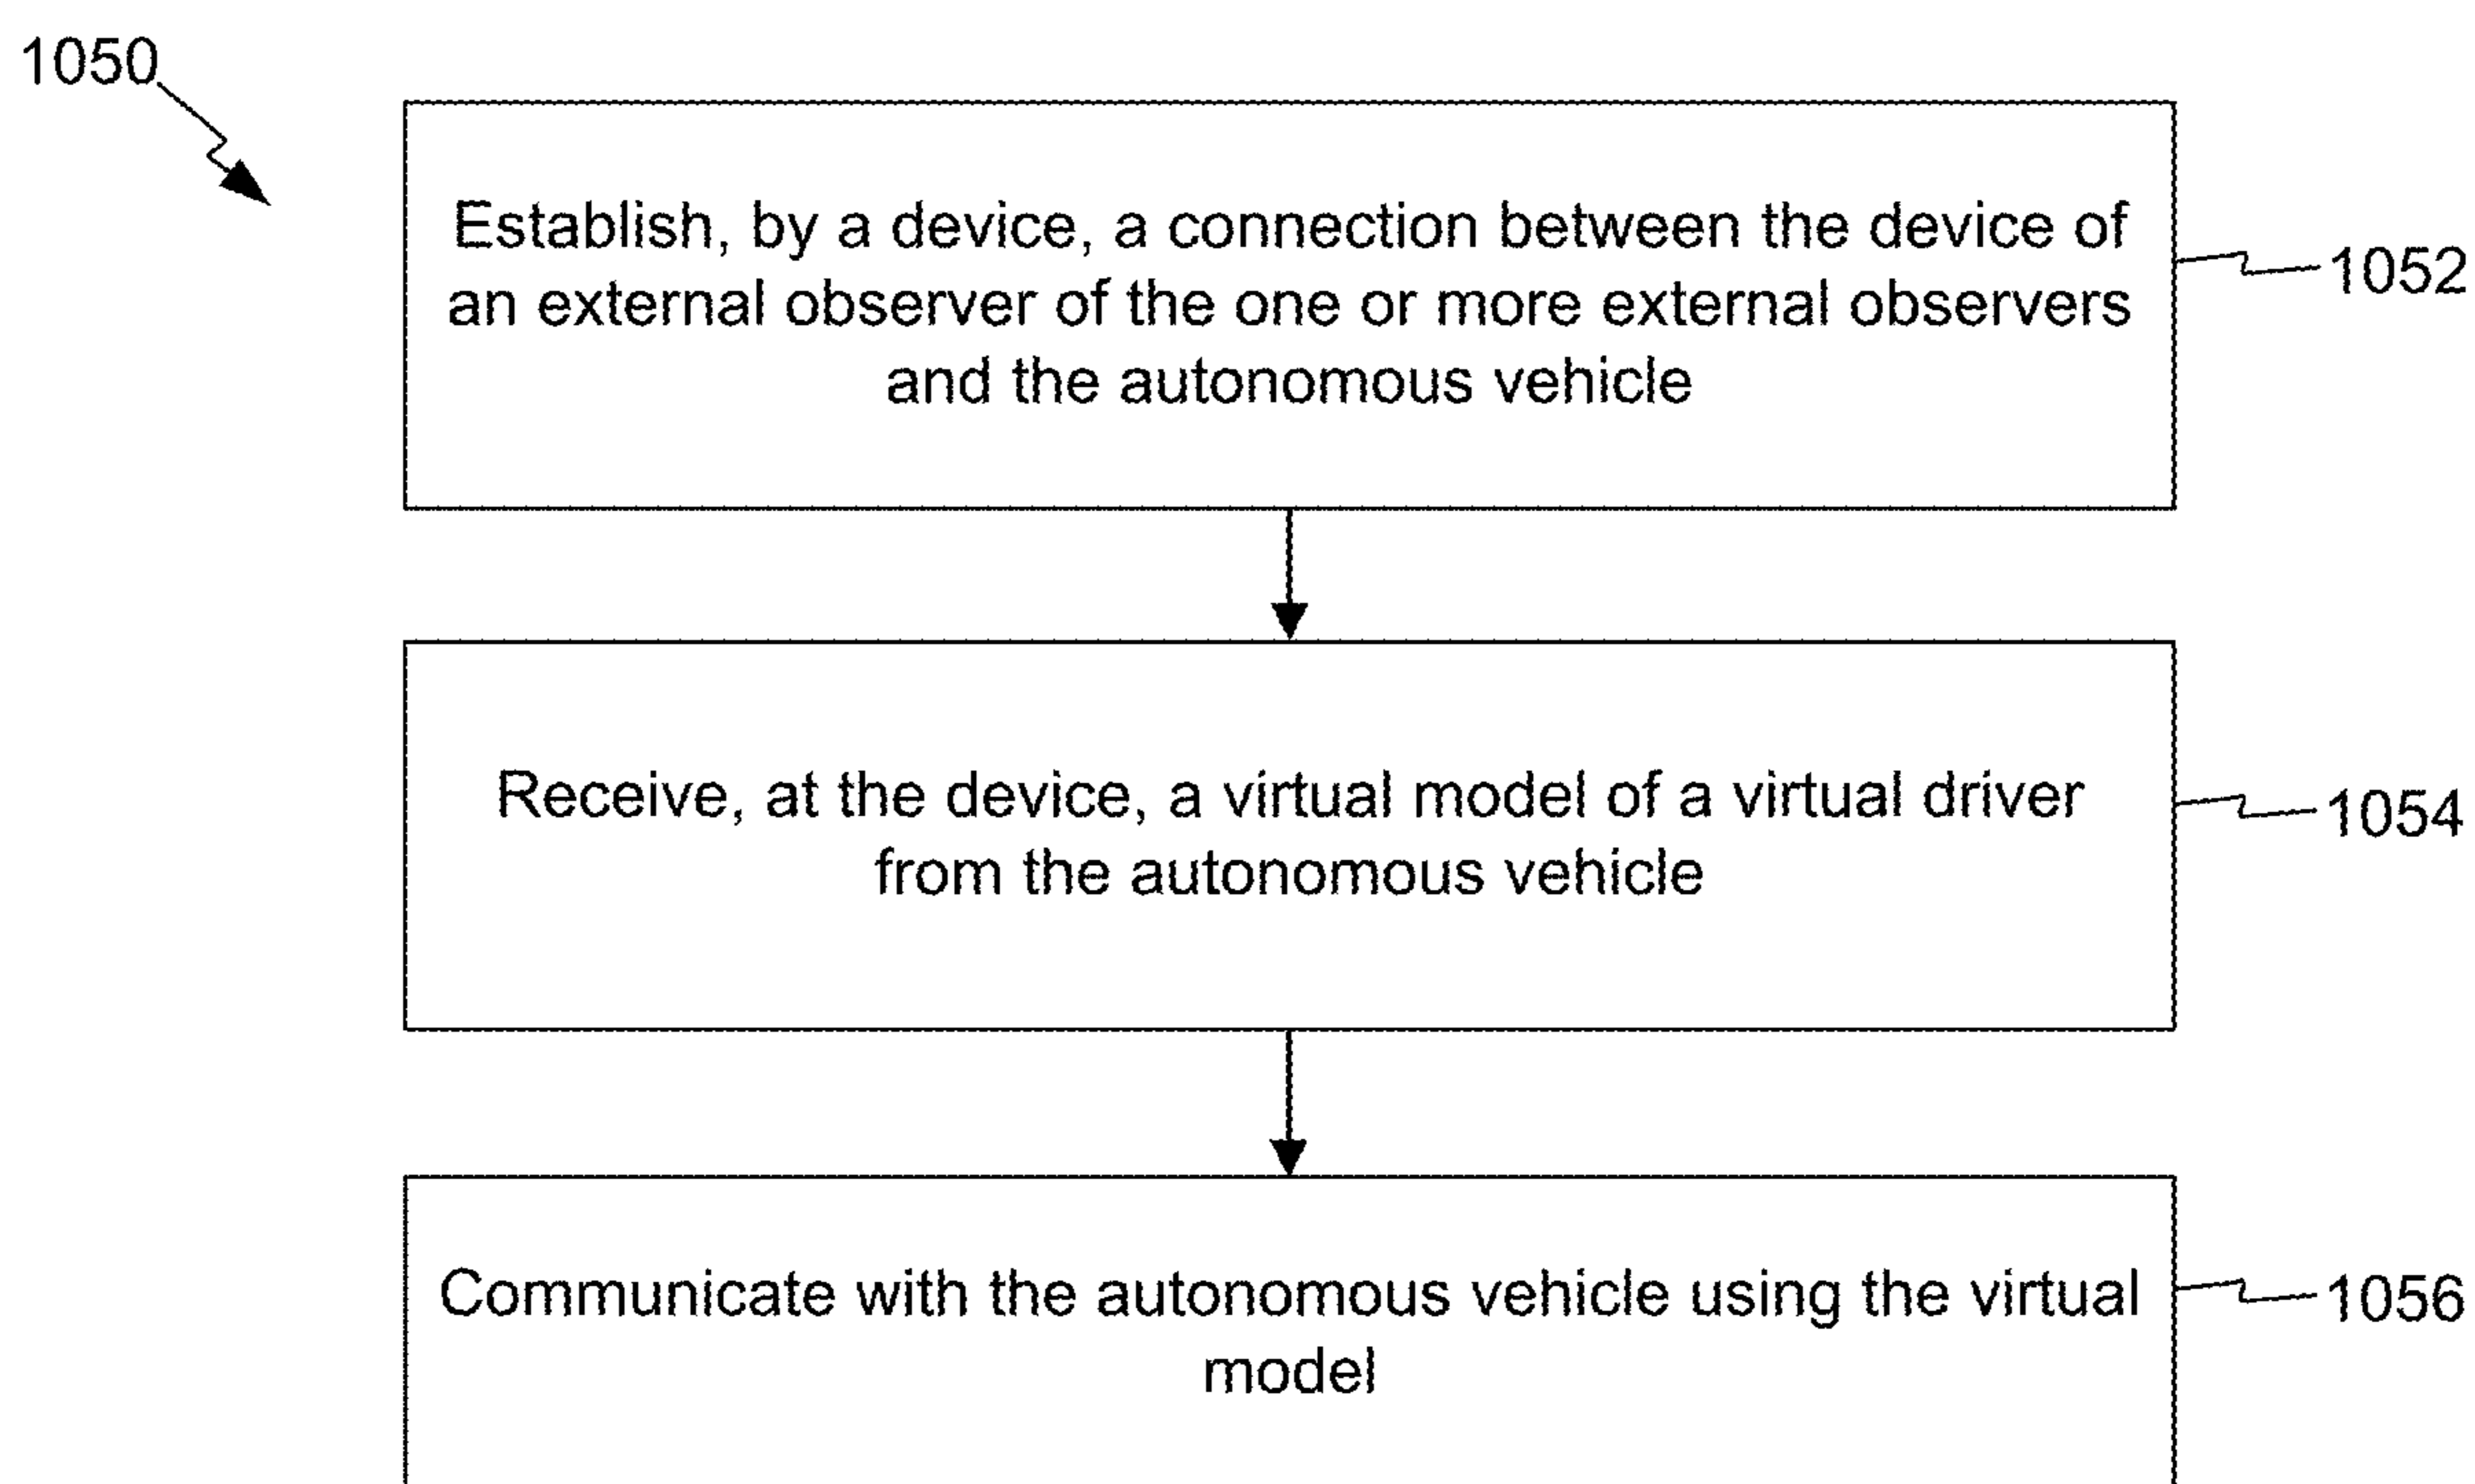 1050
Establish, by a device, a connection between the device of
an external observer of the one or more external observers
and the autonomous vehicle
1052
Receive, at the device, a virtual model of a virtual driver
from the autonomous vehicle
1054
Communicate with the autonomous vehicle using the virtual
model
1056